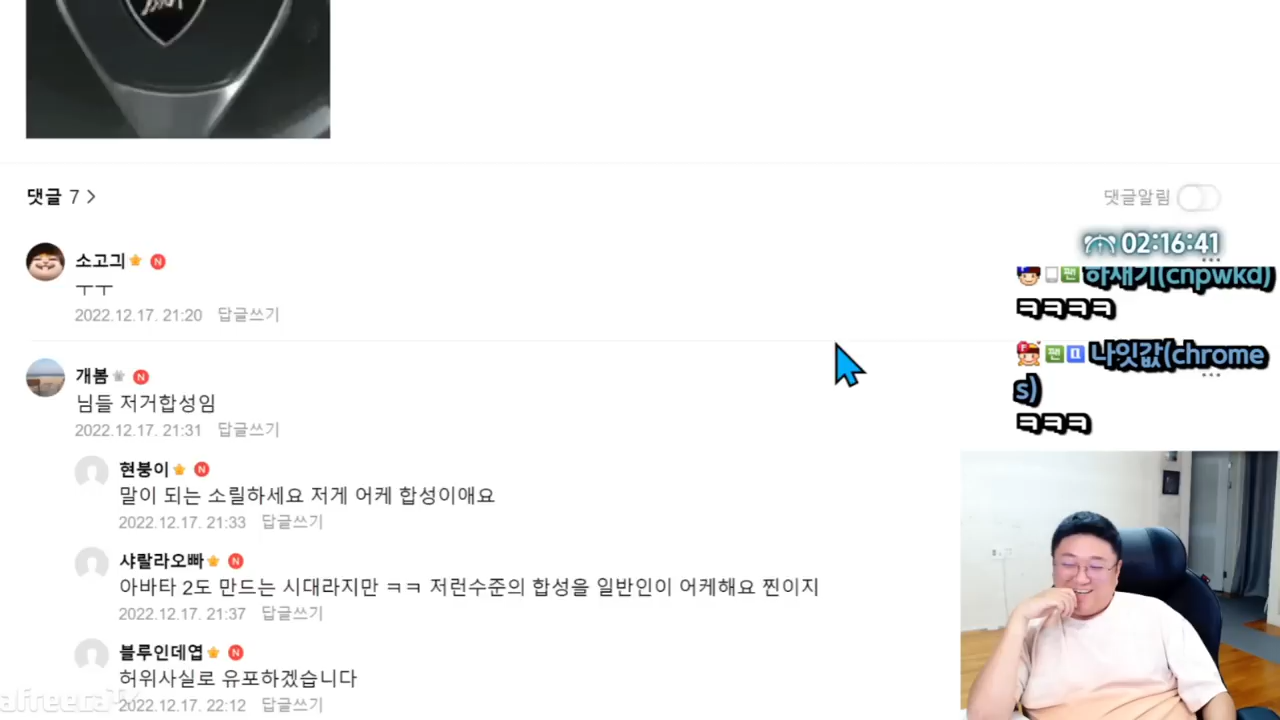 댓글 7 >
댓글알림
02:16:41
소고긔 N
ㅜㅜ
2022.12.17. 21:20 답글쓰기
개봄 N
님들 저거합성임
2022.12.17. 21:31 답글쓰기
현붕이 N
말이 되는 소릴하세요 저게 어케 합성이애요
2022.12.17. 21:33 답글쓰기
샤랄라오빠 N
아바타 2도 만드는 시대라지만 ㅋㅋ 저런수준의 합성을 일반인이 어케해요 찐이지
2022.12.17. 21:37 답글쓰기
블루인데엽 N
허위사실로 유포하겠습니다
2022.12.17. 22:12 답글쓰기
팬 하새기(cnpwkd)
ㅋㅋㅋㅋ
F 팬 나잇값(chrome
s)
ㅋㅋㅋ
afreecaTV